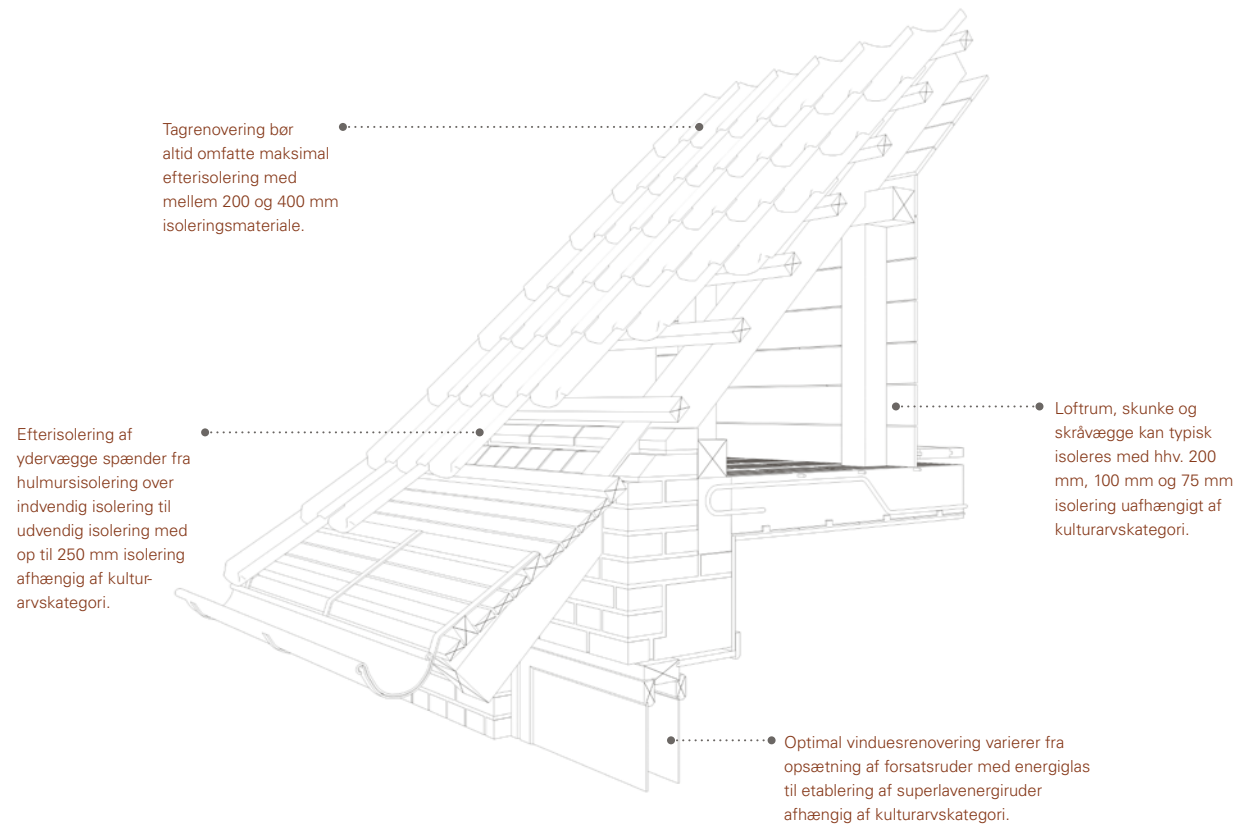 Tagrenovering bør
altid omfatte maksimal
efterisolering med
mellem 200 og 400 mm
isoleringsmateriale.
Efterisolering af
ydervægge spænder fra
hulmursisolering over
indvendig isolering til
udvendig isolering med
op til 250 mm isolering
afhængig af kultur-
arvskategori.
Loftrum, skunke og
skråvægge kan typisk
isoleres med hhv. 200
mm, 100 mm og 75 mm
isolering uafhængigt af
kulturarvskategori.
Optimal vinduesrenovering varierer fra
opsætning af forsatsruder med energiglas
til etablering af superlavenergiruder
afhængig af kulturarvskategori.